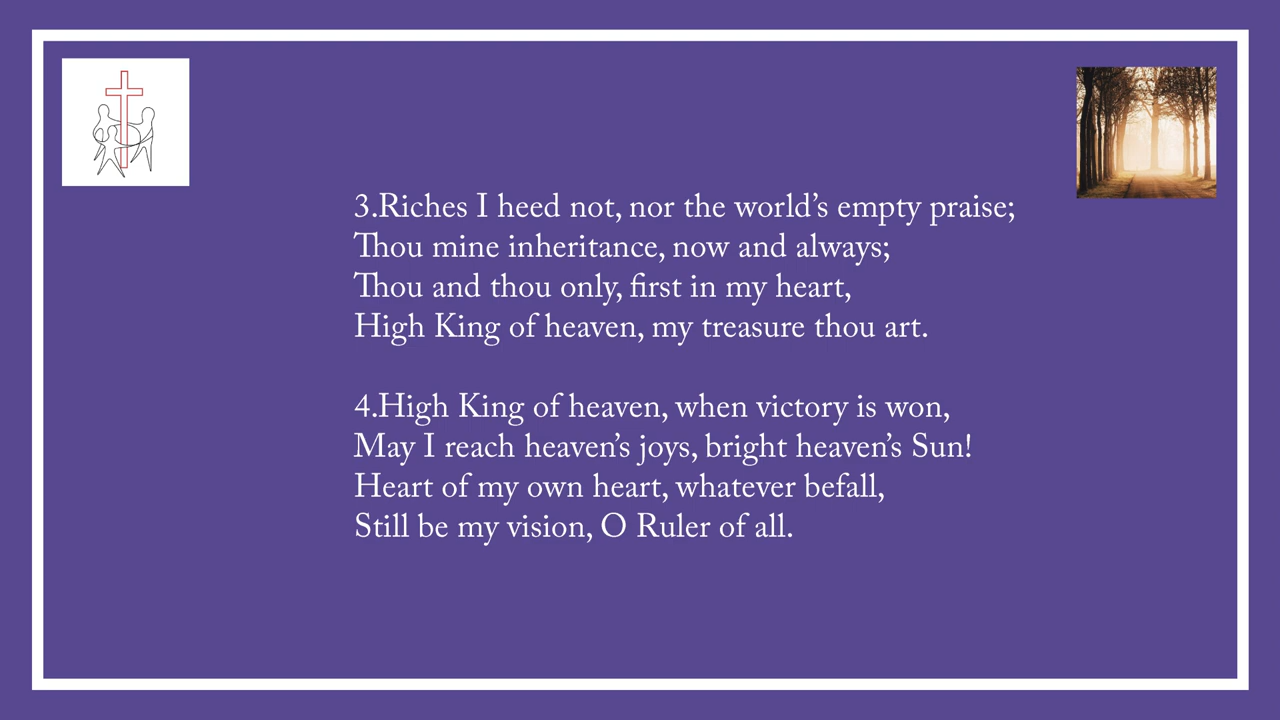 3.Riches I heed not, nor the world’s empty praise;
Thou mine inheritance, now and always;
Thou and thou only, first in my heart,
High King of heaven, my treasure thou art.
4.High King of heaven, when victory is won,
May I reach heaven’s joys, bright heaven’s Sun!
Heart of my own heart, whatever befall,
Still be my vision, O Ruler of all.